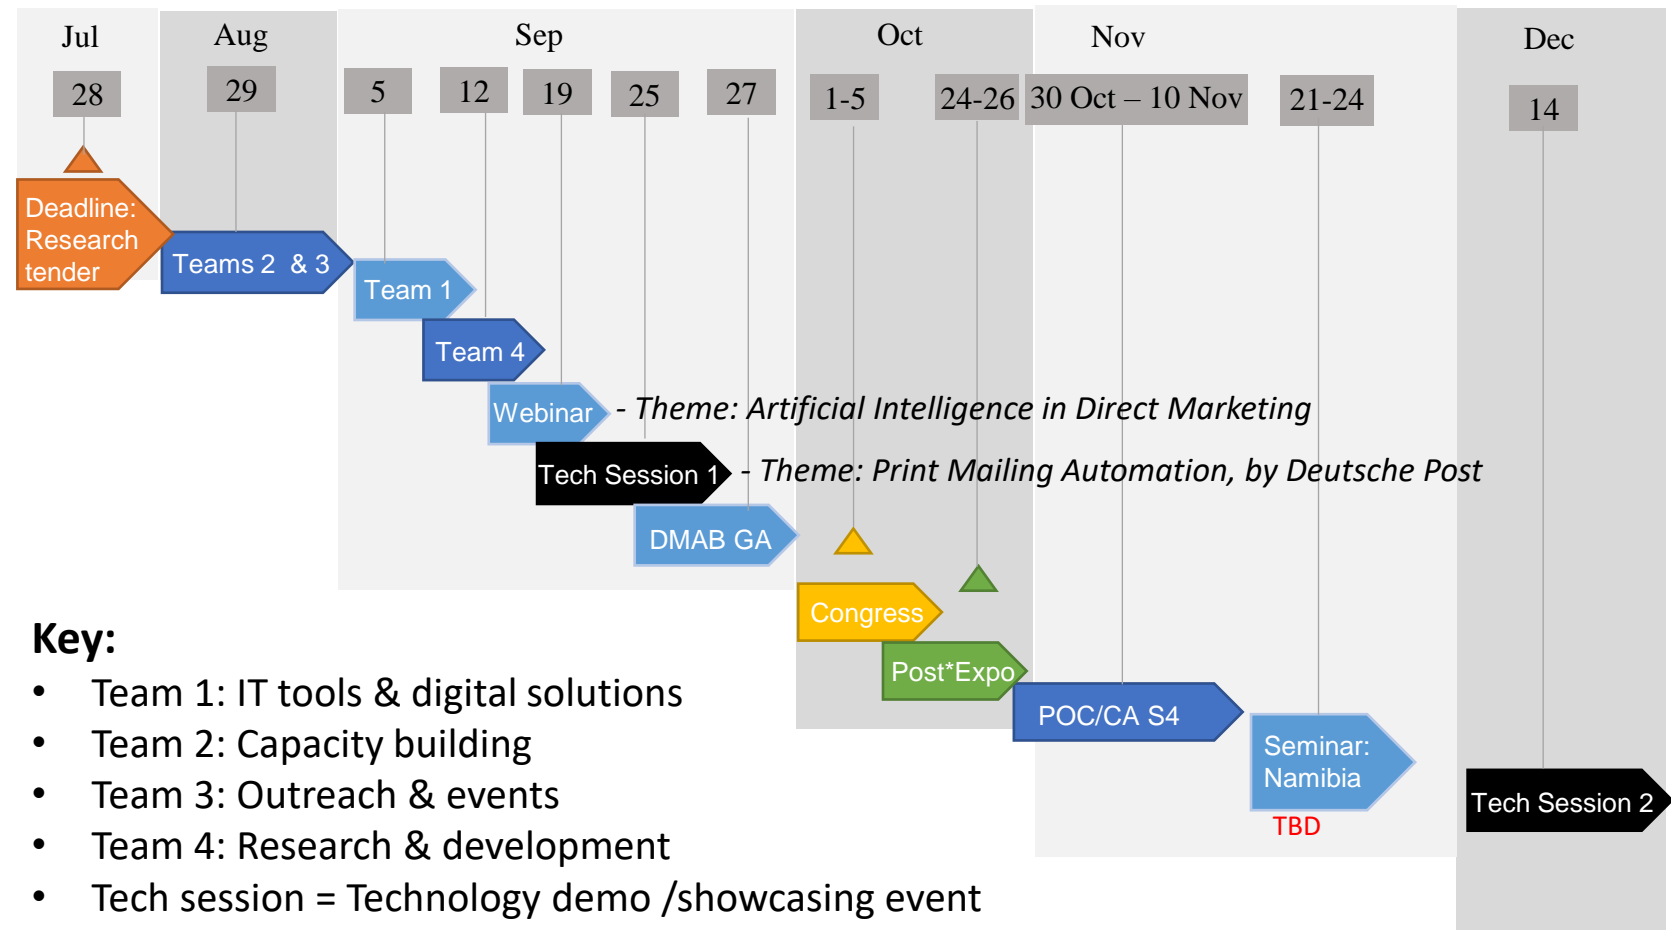 Jul
Aug
Sep
Oct
Nov
Dec
28
29
5
12
19
25
27
1-5
24-26
30 Oct – 10 Nov
21-24
14
Deadline:
Research
tender
Teams 2 & 3
Team 1
Team 4
Webinar
- Theme: Artificial Intelligence in Direct Marketing
Tech Session 1
- Theme: Print Mailing Automation, by Deutsche Post
DMAB GA
Congress
Post*Expo
POC/CA S4
Seminar:
Namibia
TBD
Tech Session 2
Key:
• Team 1: IT tools & digital solutions
• Team 2: Capacity building
• Team 3: Outreach & events
• Team 4: Research & development
• Tech session = Technology demo /showcasing event